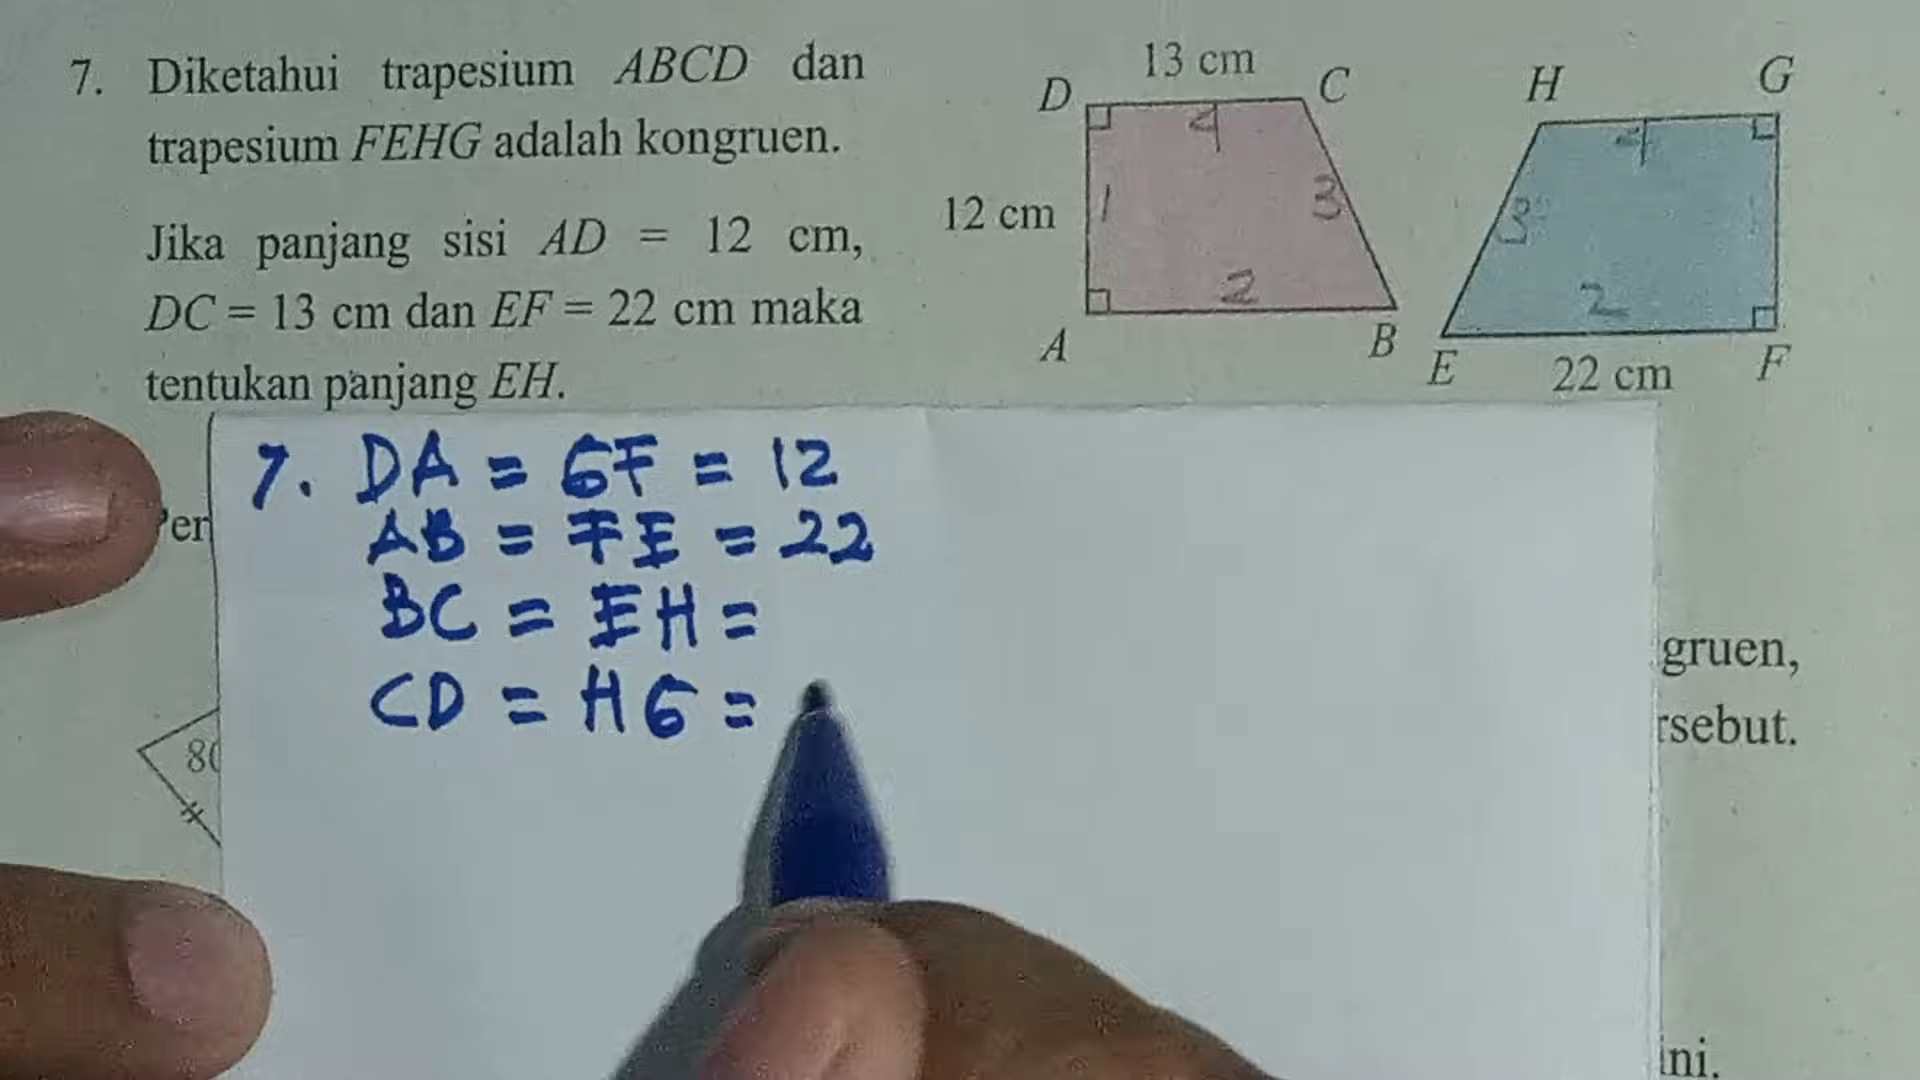 7. Diketahui trapesium ABCD dan
trapesium FEHG adalah kongruen.
Jika panjang sisi AD = 12 cm,
DC = 13 cm dan EF = 22 cm maka
tentukan panjang EH.
13 cm
D
C
4
12 cm
1
3
2
A
B
H
G
4
3
2
E
22 cm
F
7. DA = GF = 12
AB = FE = 22
BC = EH =
CD = HG =
gruen,
rsebut.
ini.